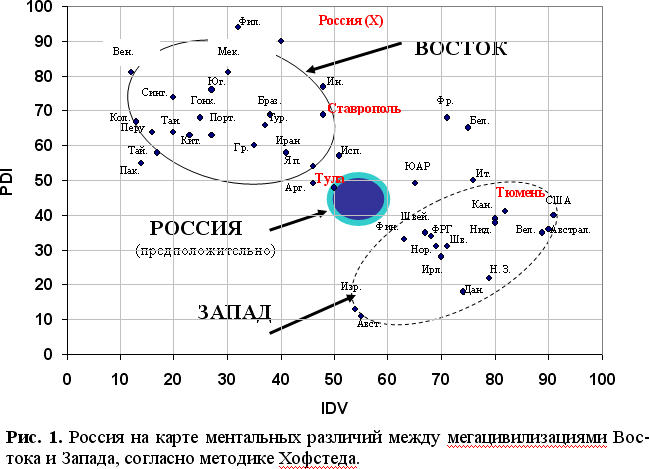 100
90
80
70
60
50
40
30
20
10
0
PDI
0 10 20 30 40 50 60 70 80 90 100
IDV
Фил.
Россия (Х)
ВОСТОК
Вен.
Мек.
Ют.
Ин.
Синг.
Гонк.
Браз.
Ставрополь
Фр.
Кол.
Перу
Таи.
Порт.
Тур.
Бел.
Кит.
Тай.
Гр.
Иран
Исп.
Пак.
Яп.
ЮАР
Ит.
Арг.
Тула
Тюмень
РОССИЯ
(предположительно)
Кан.
США
Фин.
Швей.
ФРГ
Нид.
Вел.
Австрал.
Нор.
Шв.
Ирл.
Н.З.
Изр.
Дан.
ЗАПАД
Авст.
Рис. 1. Россия на карте ментальных различий между мегацивилизациями Вос-
тока и Запада, согласно методике Хофстеда.